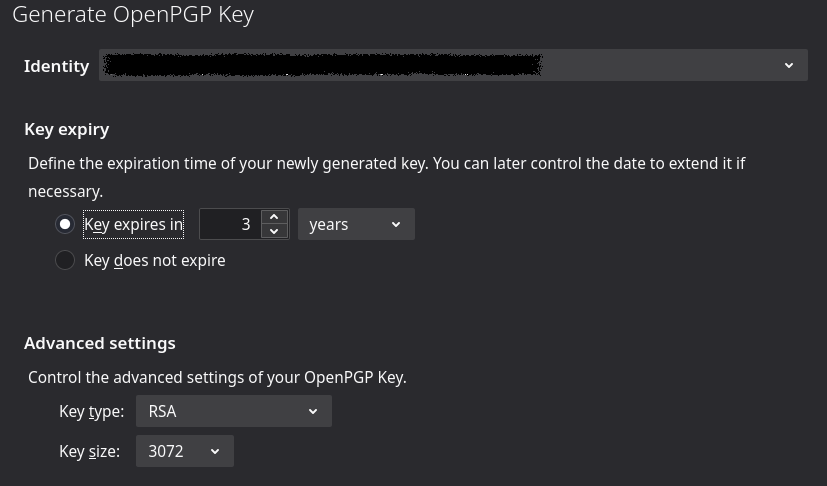 Generate OpenPGP Key
Identity
Key expiry
Define the expiration time of your newly generated key. You can later control the date to extend it if
necessary.
Key expires in 3 years
Key does not expire
Advanced settings
Control the advanced settings of your OpenPGP Key.
Key type: RSA
Key size: 3072